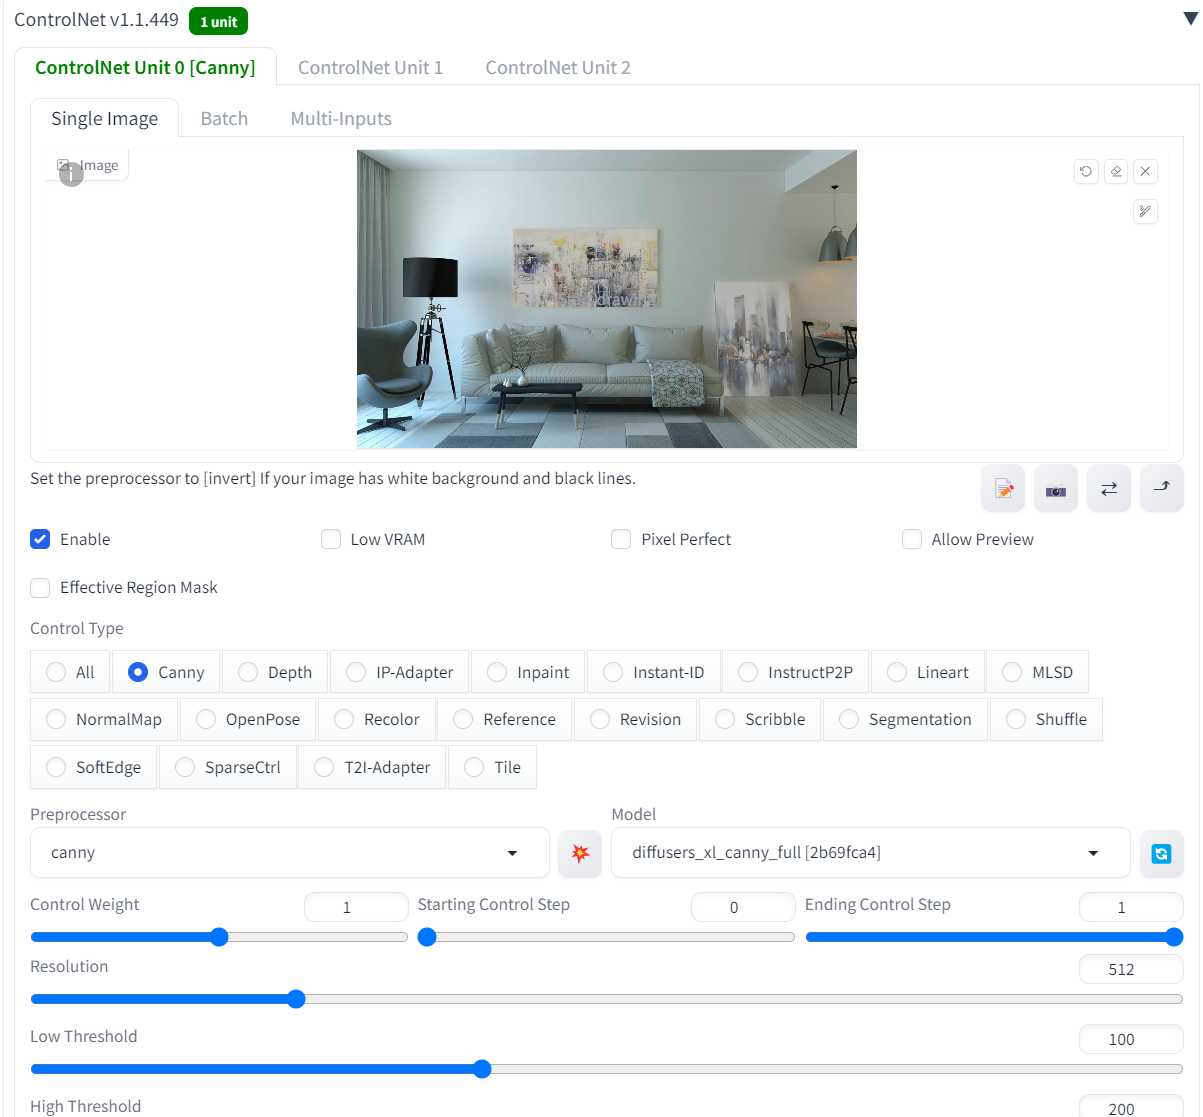 ControlNet v1.1.449 1 unit
ControlNet Unit 0 [Canny] ControlNet Unit 1 ControlNet Unit 2
Single Image Batch Multi-Inputs
Image
Start drawing
Set the preprocessor to [invert] If your image has white background and black lines.
Enable Low VRAM Pixel Perfect Allow Preview
Effective Region Mask
Control Type
All Canny Depth IP-Adapter Inpaint Instant-ID InstructP2P Lineart MLSD
NormalMap OpenPose Recolor Reference Revision Scribble Segmentation Shuffle
SoftEdge SparseCtrl T2I-Adapter Tile
Preprocessor Model
canny diffusers_xl_canny_full [2b69fca4]
Control Weight 1 Starting Control Step 0 Ending Control Step 1
Resolution 512
Low Threshold 100
High Threshold 200